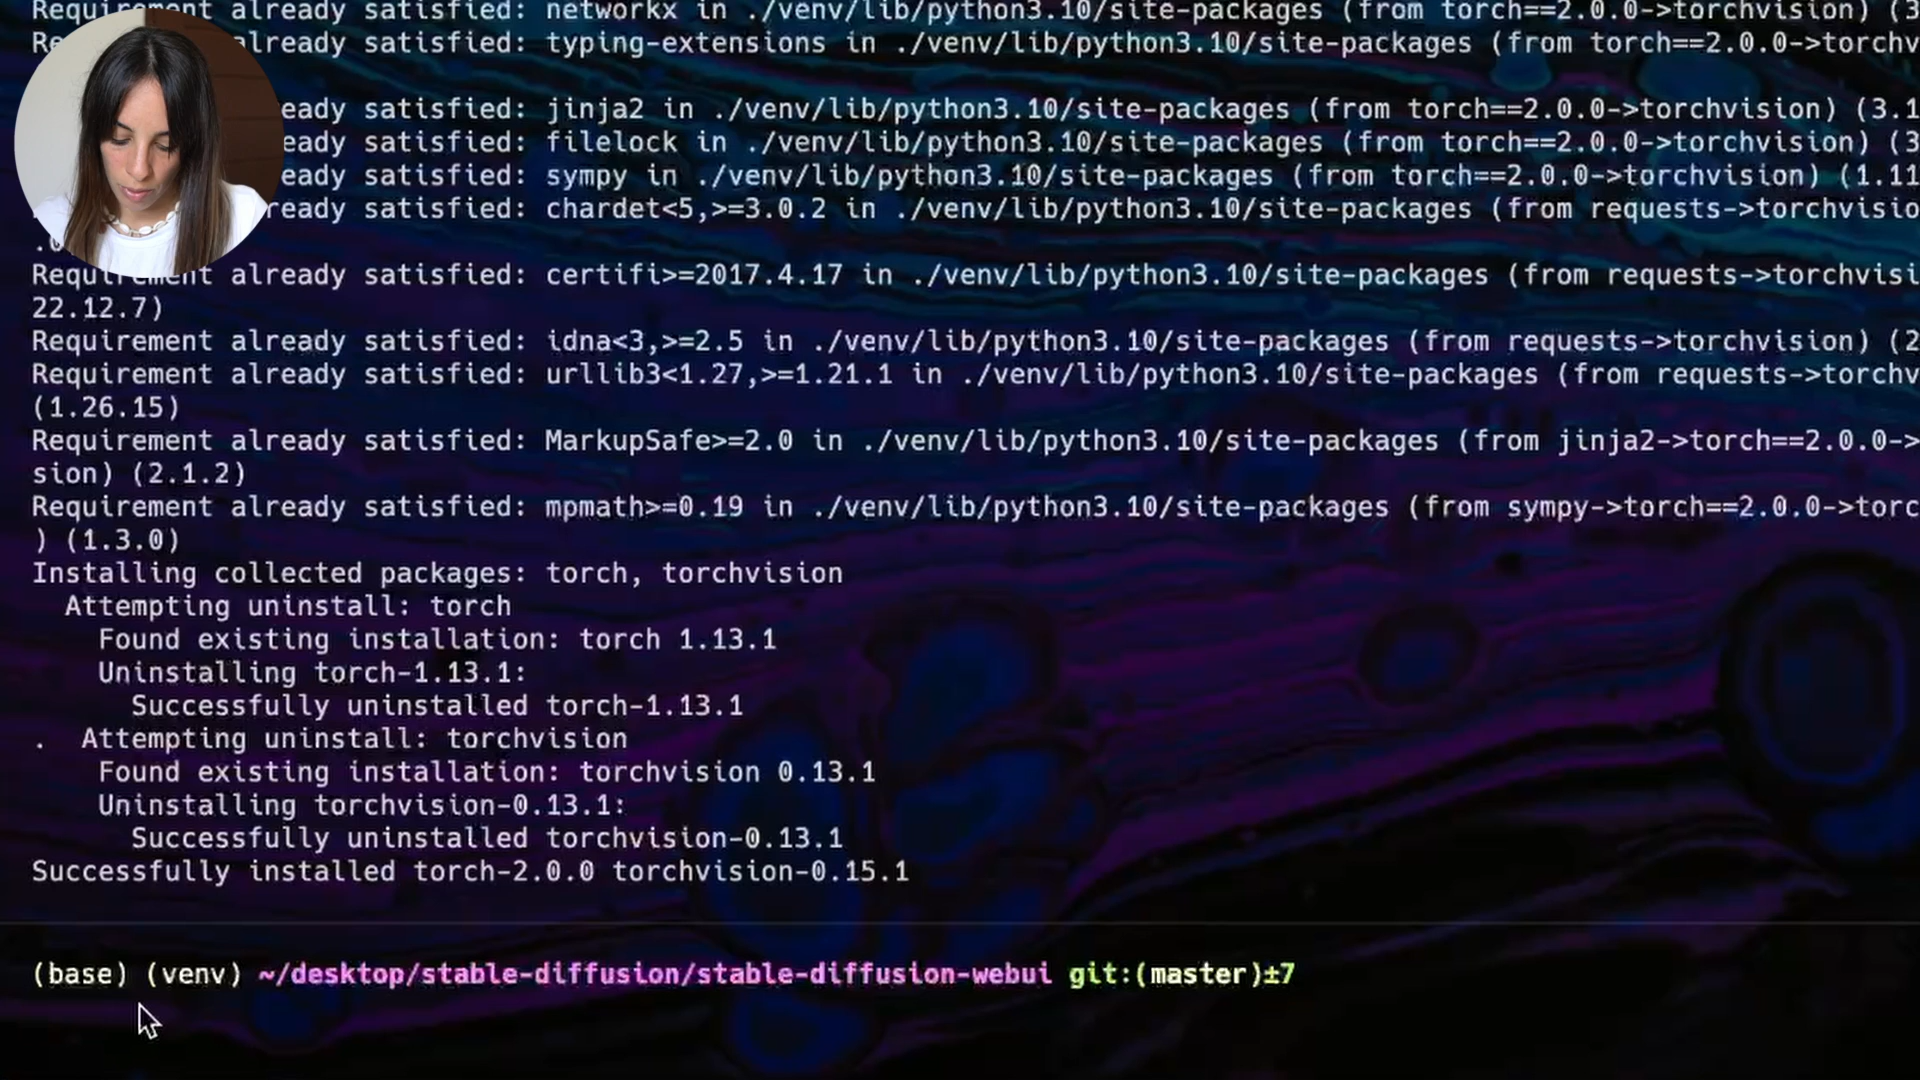 Requirement already satisfied: networkx in ./venv/lib/python3.10/site-packages (from torch==2.0.0->torchvision) (3
Re already satisfied: typing-extensions in ./venv/lib/python3.10/site-packages (from torch==2.0.0->torchv
eady satisfied: jinja2 in ./venv/lib/python3.10/site-packages (from torch==2.0.0->torchvision) (3.1
eady satisfied: filelock in ./venv/lib/python3.10/site-packages (from torch==2.0.0->torchvision) (3
eady satisfied: sympy in ./venv/lib/python3.10/site-packages (from torch==2.0.0->torchvision) (1.11
ready satisfied: chardet<5,>=3.0.2 in ./venv/lib/python3.10/site-packages (from requests->torchvisio
Requirement already satisfied: certifi>=2017.4.17 in ./venv/lib/python3.10/site-packages (from requests->torchvisi
22.12.7)
Requirement already satisfied: idna<3,>=2.5 in ./venv/lib/python3.10/site-packages (from requests->torchvision) (2
Requirement already satisfied: urllib3<1.27,>=1.21.1 in ./venv/lib/python3.10/site-packages (from requests->torchv
(1.26.15)
Requirement already satisfied: MarkupSafe>=2.0 in ./venv/lib/python3.10/site-packages (from jinja2->torch==2.0.0->
sion) (2.1.2)
Requirement already satisfied: mpmath>=0.19 in ./venv/lib/python3.10/site-packages (from sympy->torch==2.0.0->torc
) (1.3.0)
Installing collected packages: torch, torchvision
Attempting uninstall: torch
Found existing installation: torch 1.13.1
Uninstalling torch-1.13.1:
Successfully uninstalled torch-1.13.1
. Attempting uninstall: torchvision
Found existing installation: torchvision 0.13.1
Uninstalling torchvision-0.13.1:
Successfully uninstalled torchvision-0.13.1
Successfully installed torch-2.0.0 torchvision-0.15.1
(base) (venv) ~/desktop/stable-diffusion/stable-diffusion-webui git:(master)±7